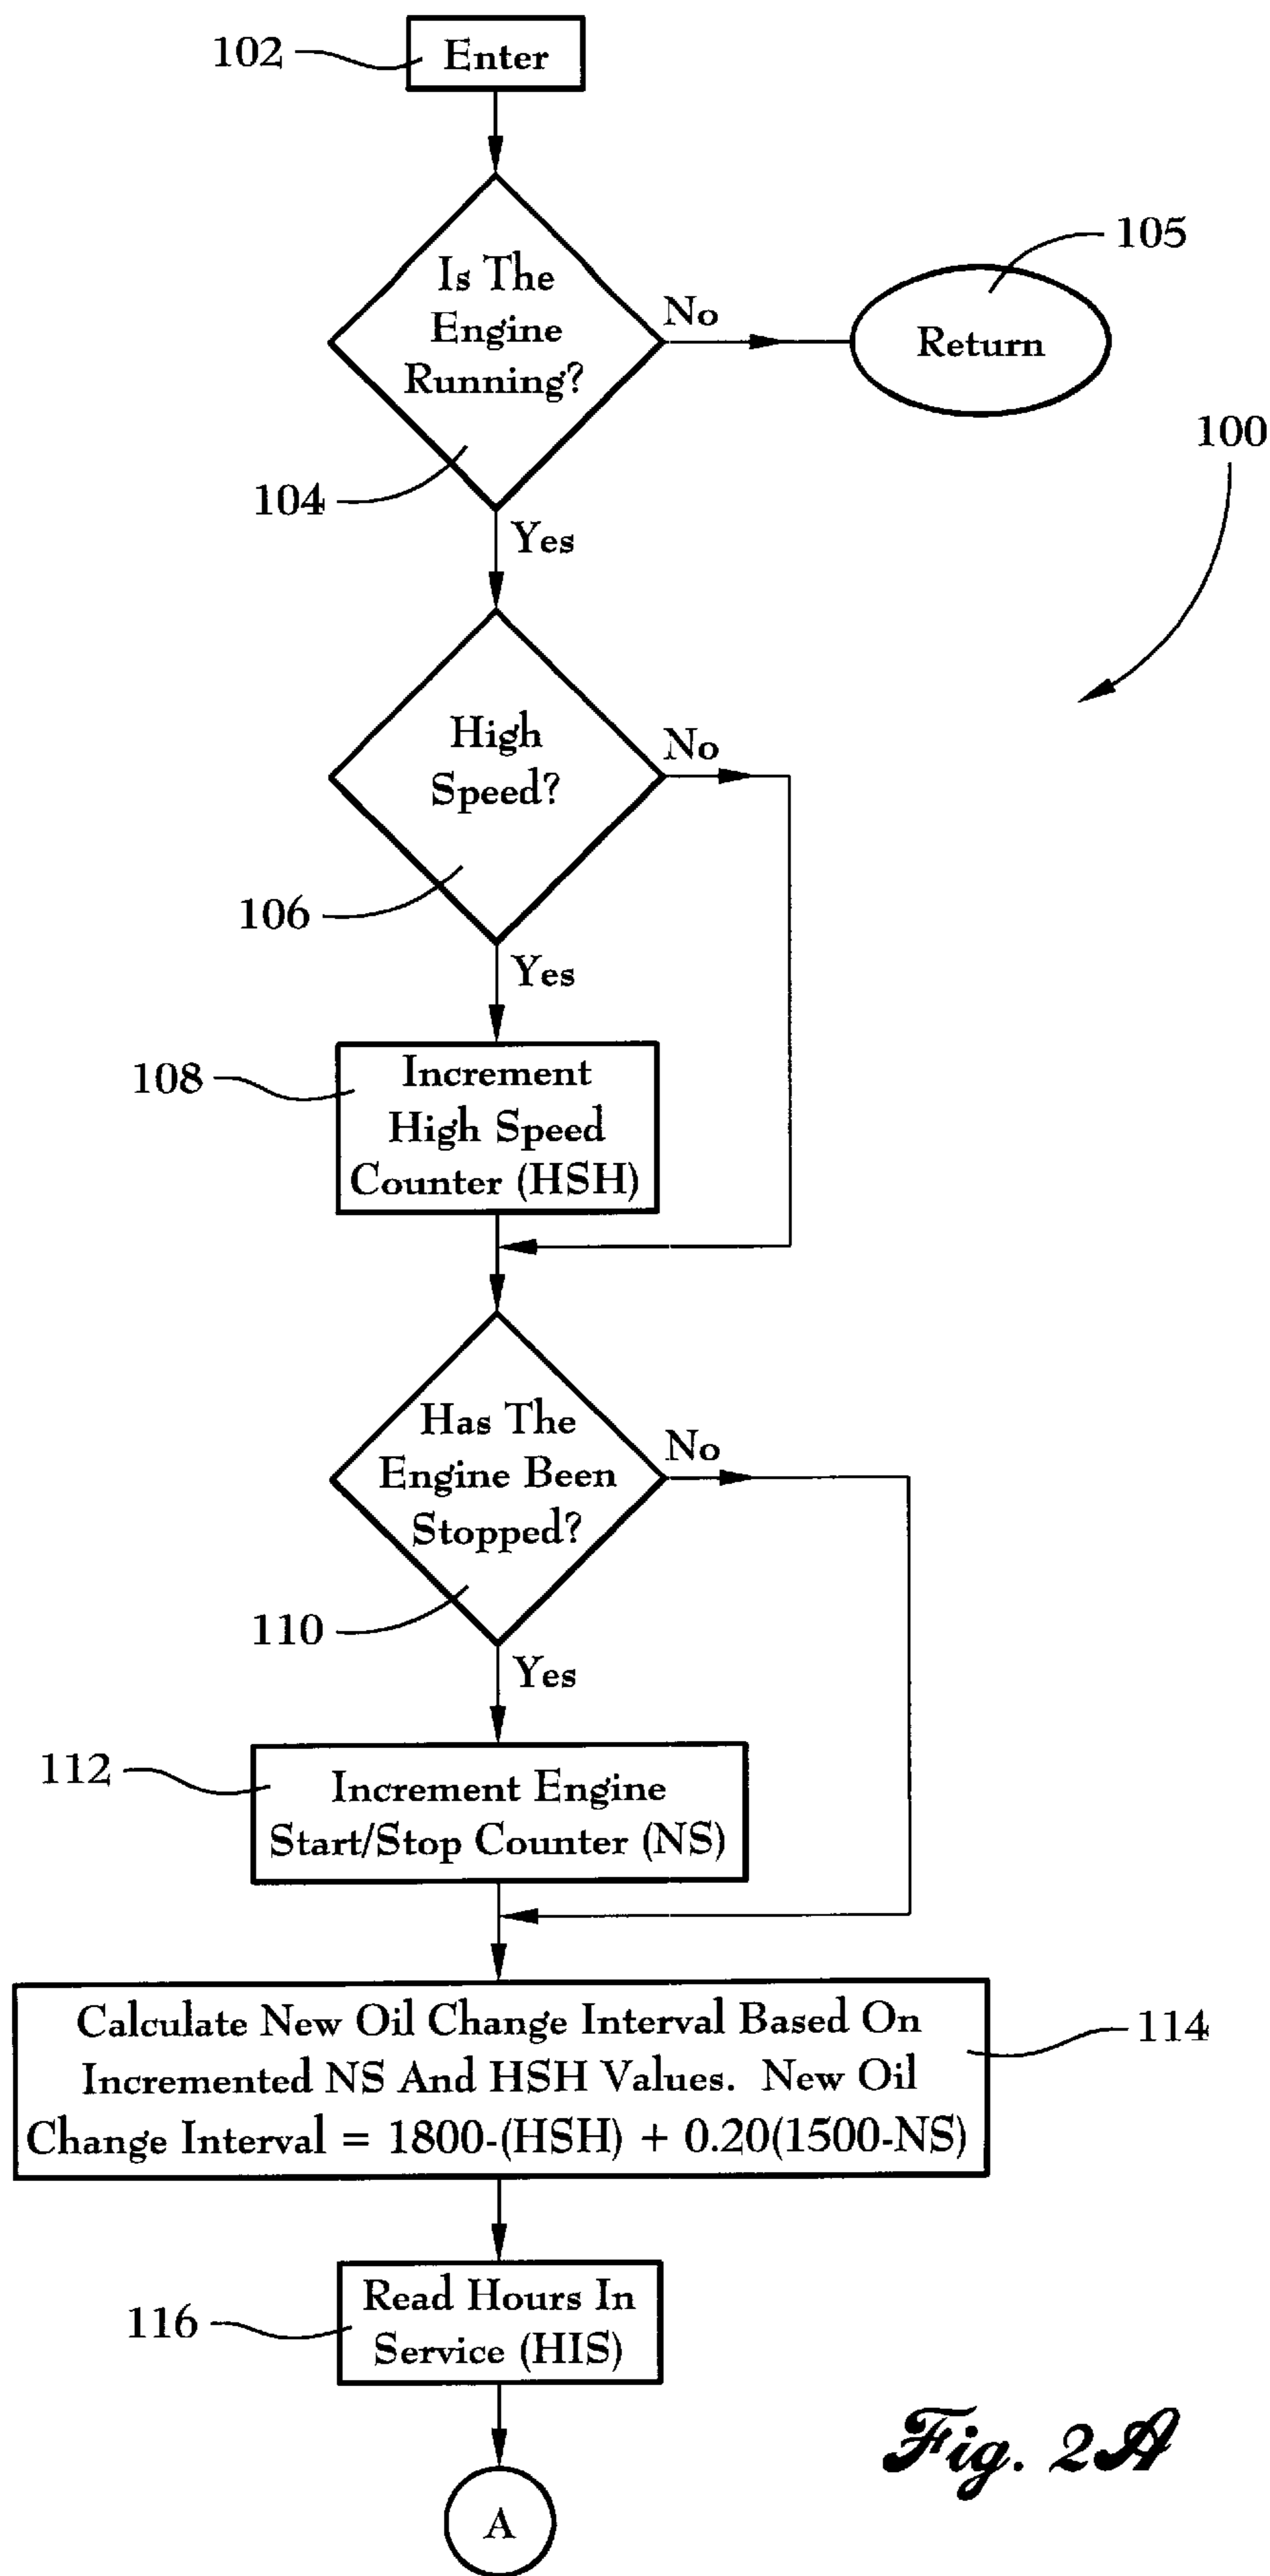 102
Enter
Is The
Engine
Running?
No
Return
105
100
104
Yes
High
Speed?
No
106
Yes
108
Increment
High Speed
Counter (HSH)
Has The
Engine Been
Stopped?
No
110
Yes
112
Increment Engine
Start/Stop Counter (NS)
Calculate New Oil Change Interval Based On
Incremented NS And HSH Values. New Oil
Change Interval = 1800-(HSH) + 0.20(1500-NS)
114
116
Read Hours In
Service (HIS)
A
Fig. 2A